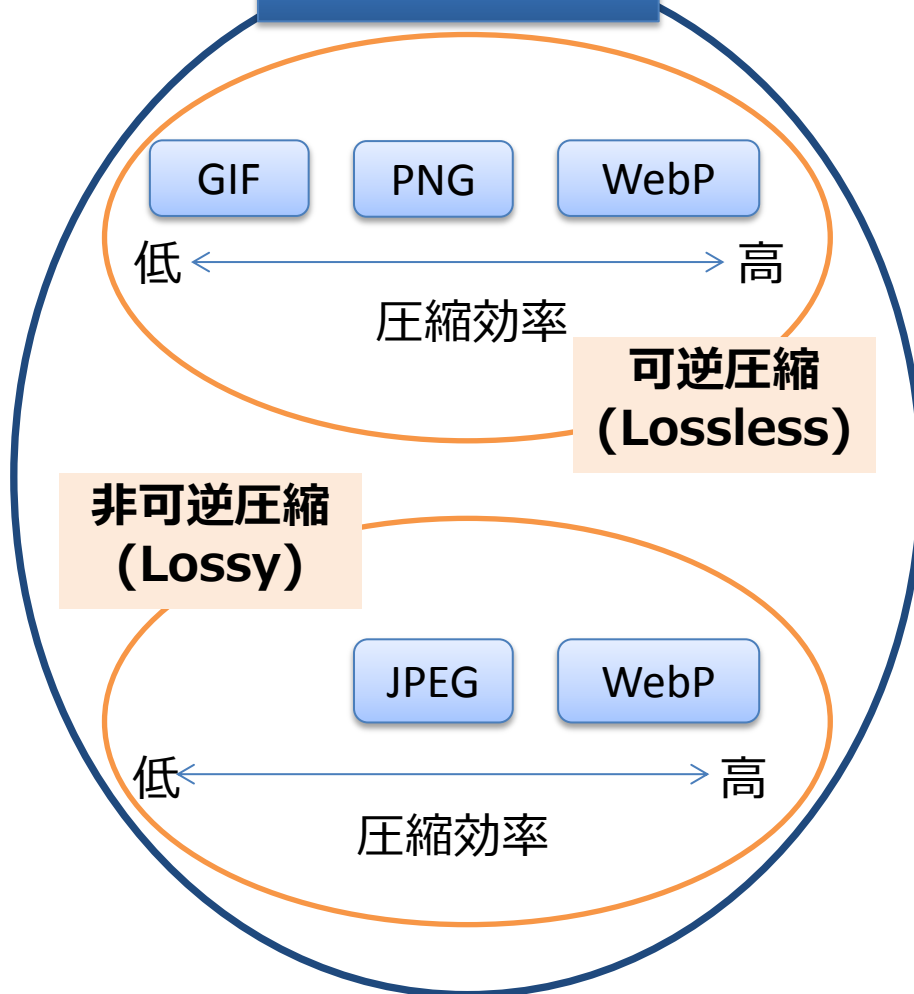 GIF
PNG
WebP
低
高
圧縮効率
可逆圧縮
(Lossless)
非可逆圧縮
(Lossy)
JPEG
WebP
低
高
圧縮効率